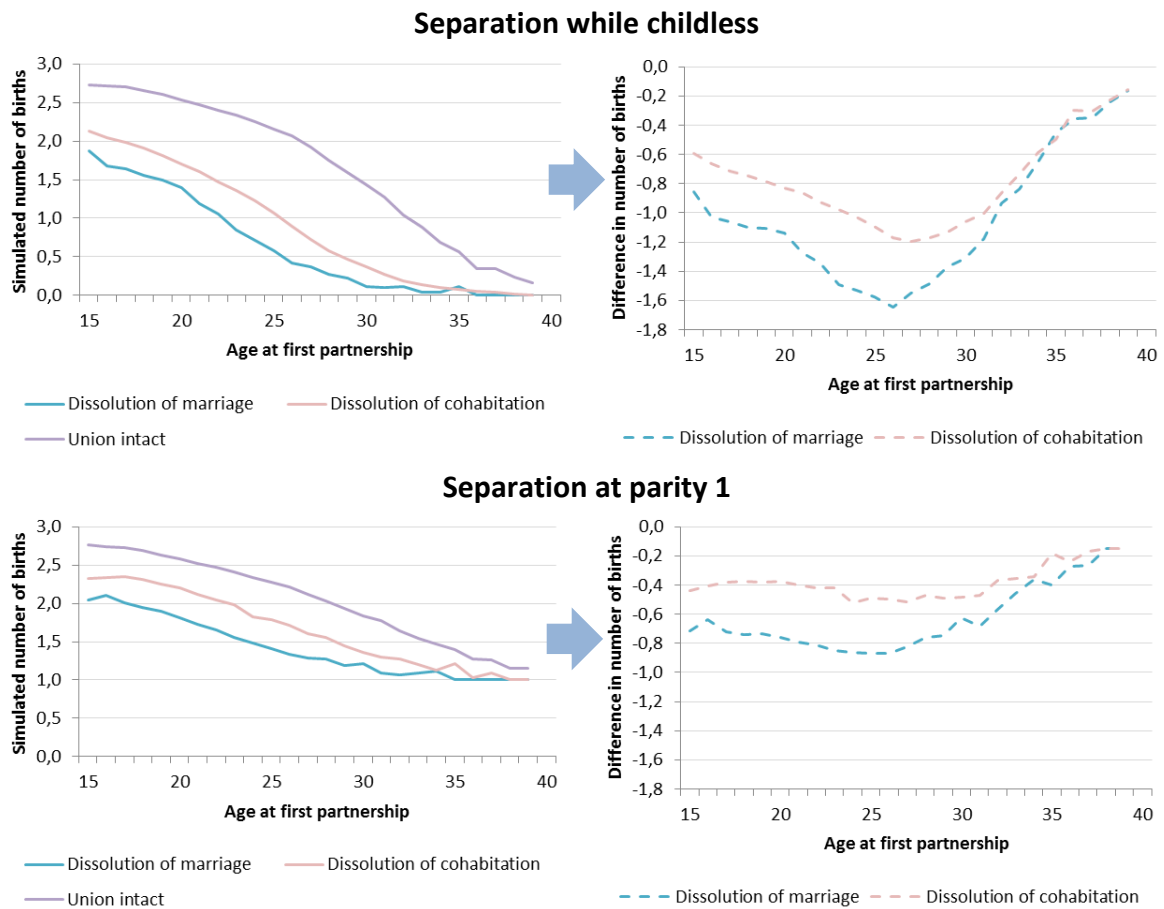 Separation while childless
Simulated number of births
3,0
2,5
2,0
1,5
1,0
0,5
0,0
15 20 25 30 35 40
Age at first partnership
Dissolution of marriage
Dissolution of cohabitation
Union intact
Difference in number of births
0,0
-0,2
-0,4
-0,6
-0,8
-1,0
-1,2
-1,4
-1,6
-1,8
15 20 25 30 35 40
Age at first partnership
Dissolution of marriage
Dissolution of cohabitation
Separation at parity 1
Simulated number of births
3,0
2,5
2,0
1,5
1,0
0,5
0,0
15 20 25 30 35 40
Age at first partnership
Dissolution of marriage
Dissolution of cohabitation
Union intact
Difference in number of births
0,0
-0,2
-0,4
-0,6
-0,8
-1,0
-1,2
-1,4
-1,6
-1,8
15 20 25 30 35 40
Age at first partnership
Dissolution of marriage
Dissolution of cohabitation